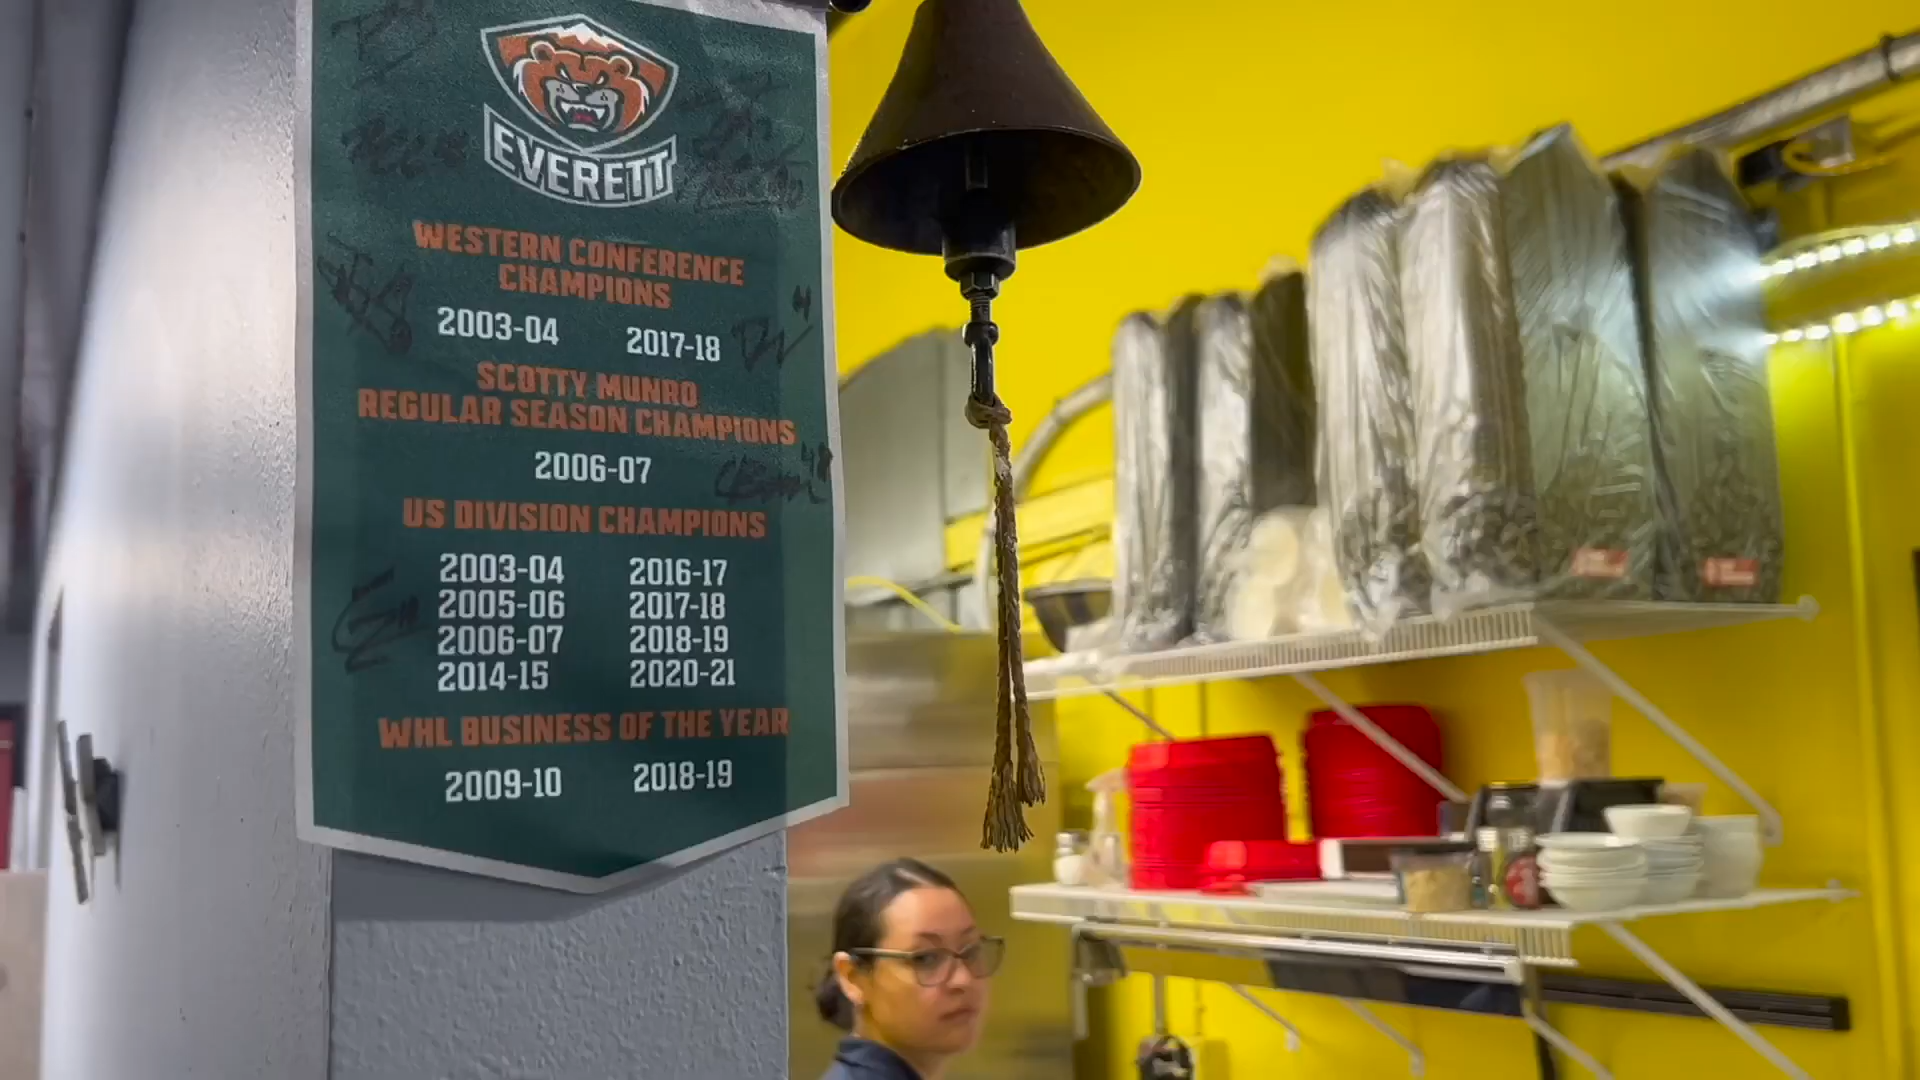 EVERETT
WESTERN CONFERENCE
CHAMPIONS
2003-04 2017-18
SCOTTY MUNRO
REGULAR SEASON CHAMPIONS
2006-07
US DIVISION CHAMPIONS
2003-04 2016-17
2005-06 2017-18
2006-07 2018-19
2014-15 2020-21
WHL BUSINESS OF THE YEAR
2009-10 2018-19